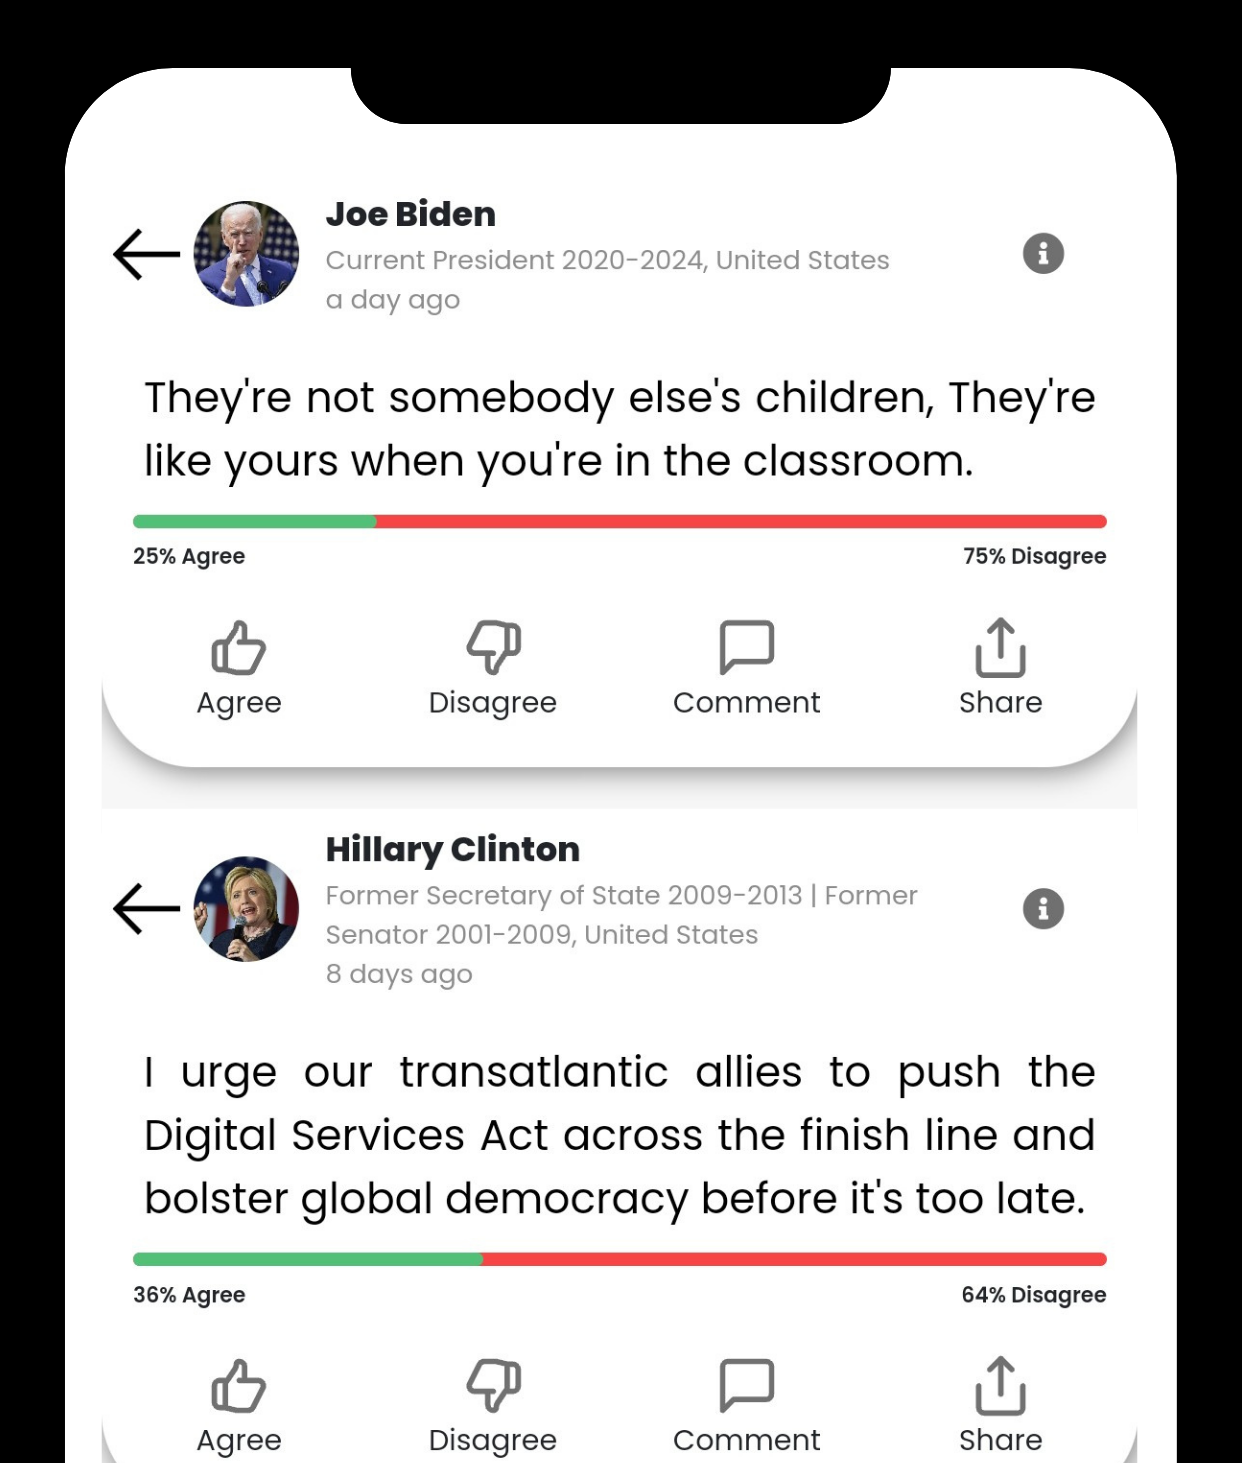 Joe Biden
Current President 2020-2024, United States
a day ago
They're not somebody else's children, They're
like yours when you're in the classroom.
25% Agree
75% Disagree
Agree
Disagree
Comment
Share
Hillary Clinton
Former Secretary of State 2009-2013 | Former
Senator 2001-2009, United States
8 days ago
I urge our transatlantic allies to push the
Digital Services Act across the finish line and
bolster global democracy before it's too late.
36% Agree
64% Disagree
Agree
Disagree
Comment
Share